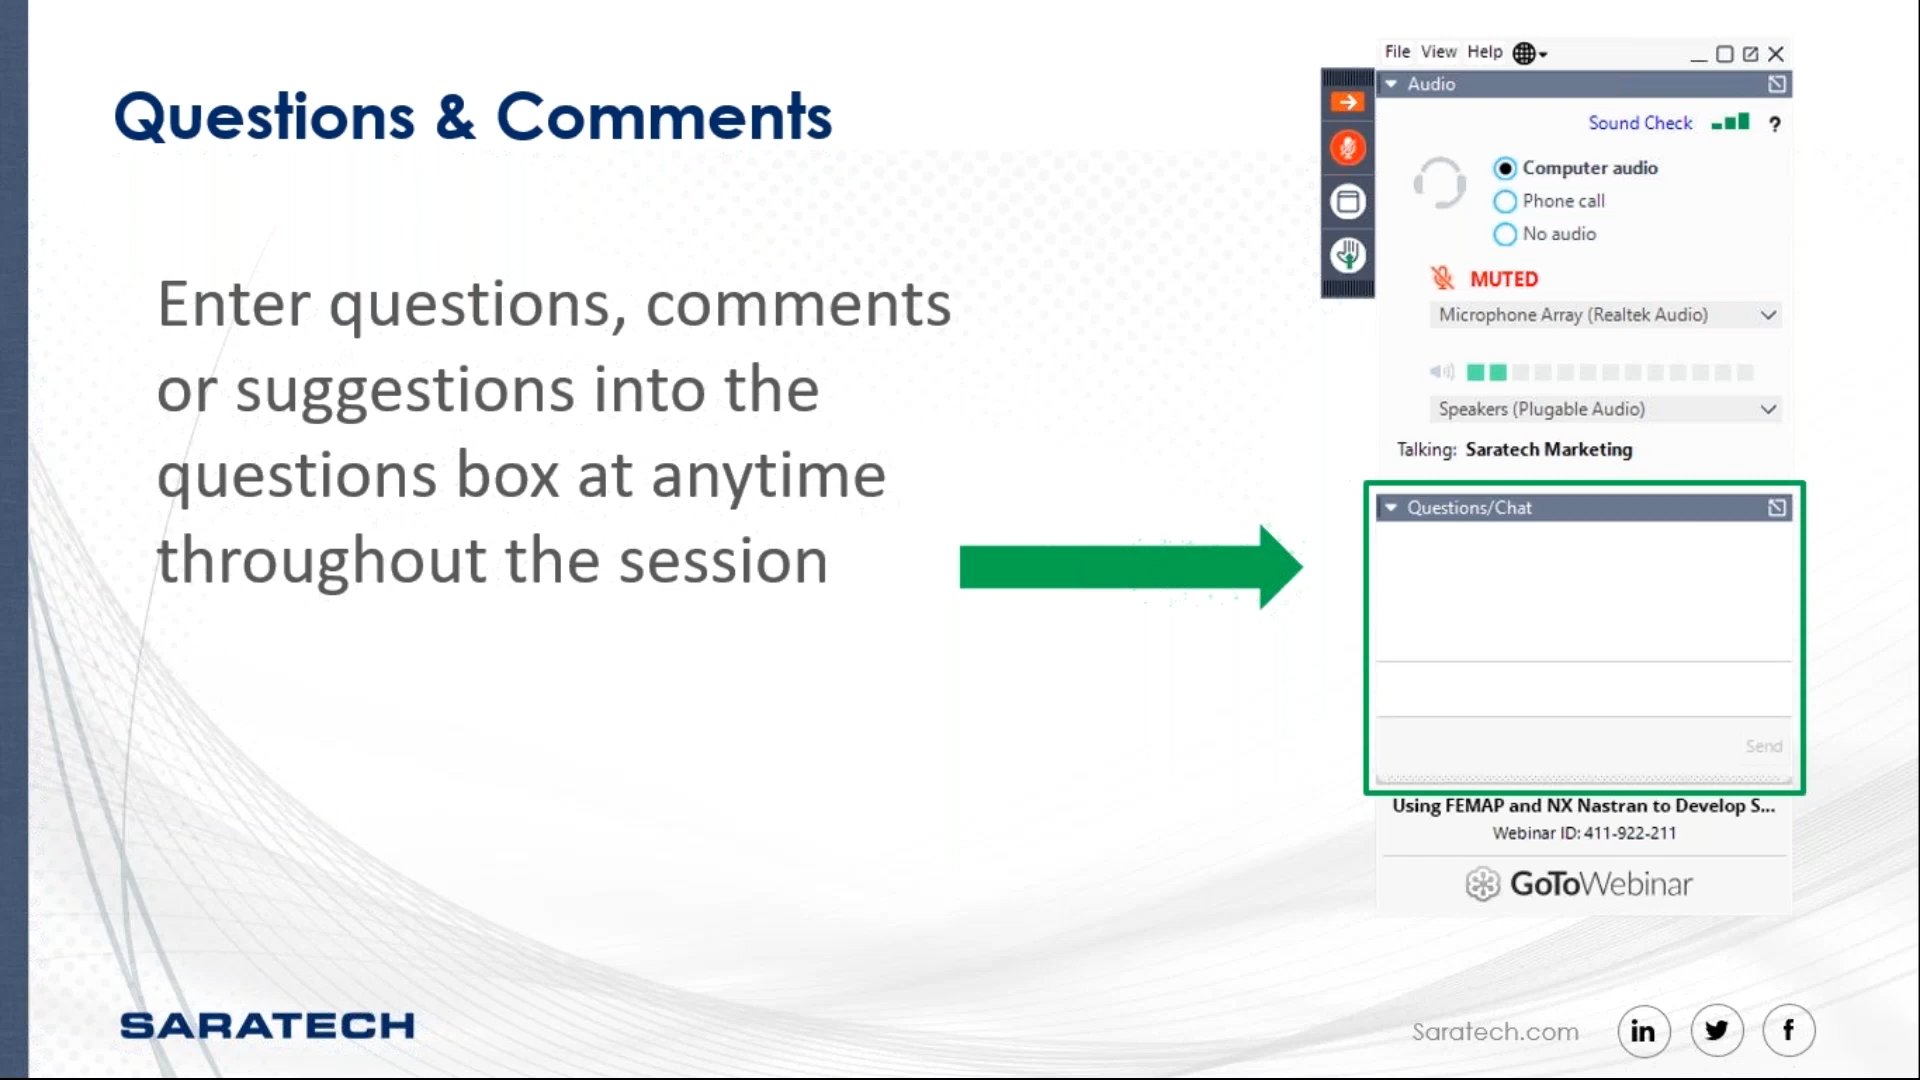 Questions & Comments
Enter questions, comments
or suggestions into the
questions box at anytime
throughout the session
File View Help
Audio
Sound Check ?
Computer audio
Phone call
No audio
MUTED
Microphone Array (Realtek Audio)
Speakers (Plugable Audio)
Talking: Saratech Marketing
Questions/Chat
Send
Using FEMAP and NX Nastran to Develop S...
Webinar ID: 411-922-211
GoToWebinar
SARATECH
Saratech.com
in
f